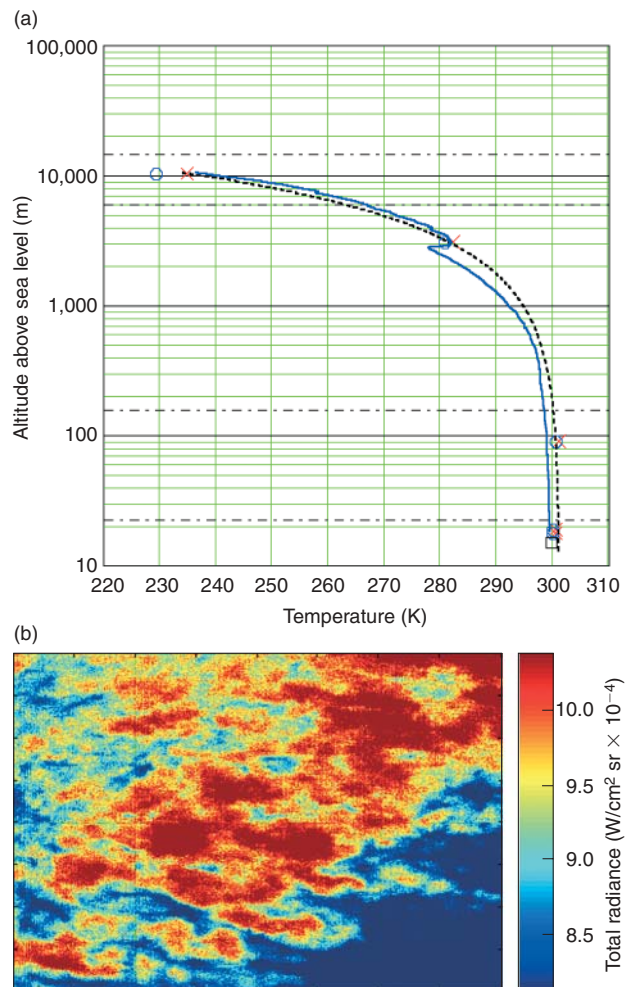 (a)
100,000
10,000
1,000
100
10
Altitude above sea level (m)
220 230 240 250 260 270 280 290 300 310
Temperature (K)
(b)
10.0
9.5
9.0
8.5
Total radiance (W/cm² sr × 10⁻⁴)